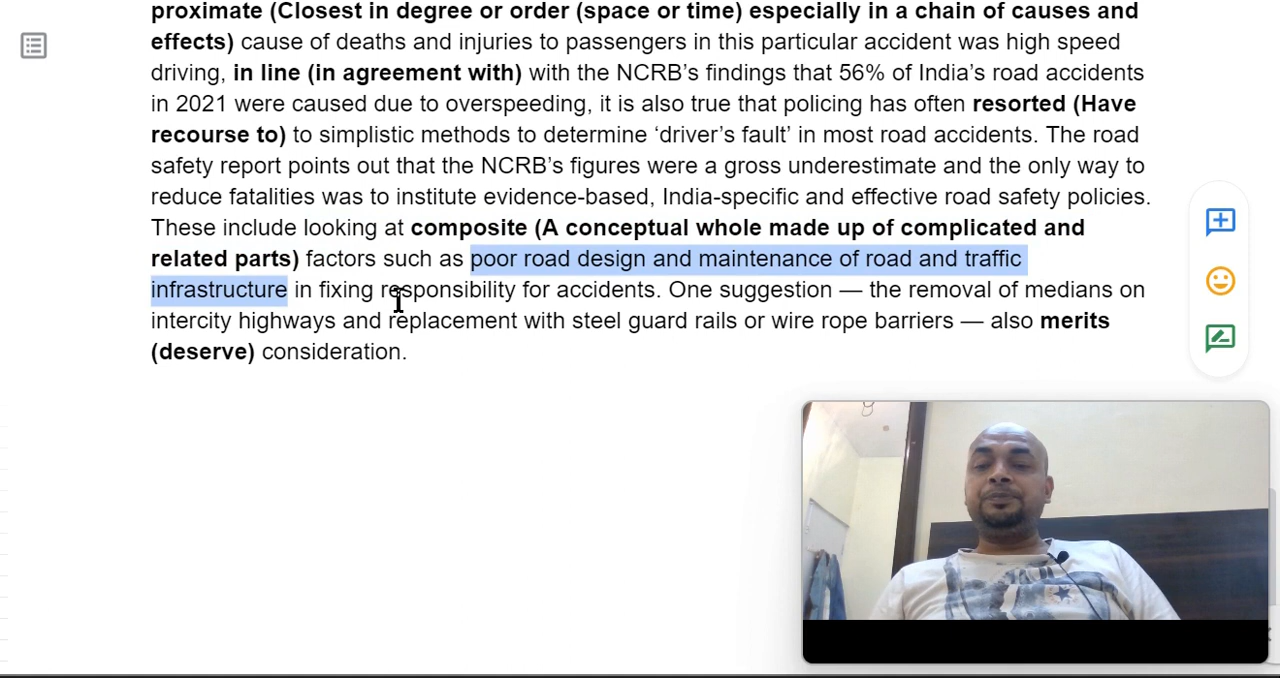 proximate (Closest in degree or order (space or time) especially in a chain of causes and
effects) cause of deaths and injuries to passengers in this particular accident was high speed
driving, in line (in agreement with) with the NCRB’s findings that 56% of India’s road accidents
in 2021 were caused due to overspeeding, it is also true that policing has often resorted (Have
recourse to) to simplistic methods to determine ‘driver’s fault’ in most road accidents. The road
safety report points out that the NCRB’s figures were a gross underestimate and the only way to
reduce fatalities was to institute evidence-based, India-specific and effective road safety policies.
These include looking at composite (A conceptual whole made up of complicated and
related parts) factors such as poor road design and maintenance of road and traffic
infrastructure in fixing responsibility for accidents. One suggestion — the removal of medians on
intercity highways and replacement with steel guard rails or wire rope barriers — also merits
(deserve) consideration.